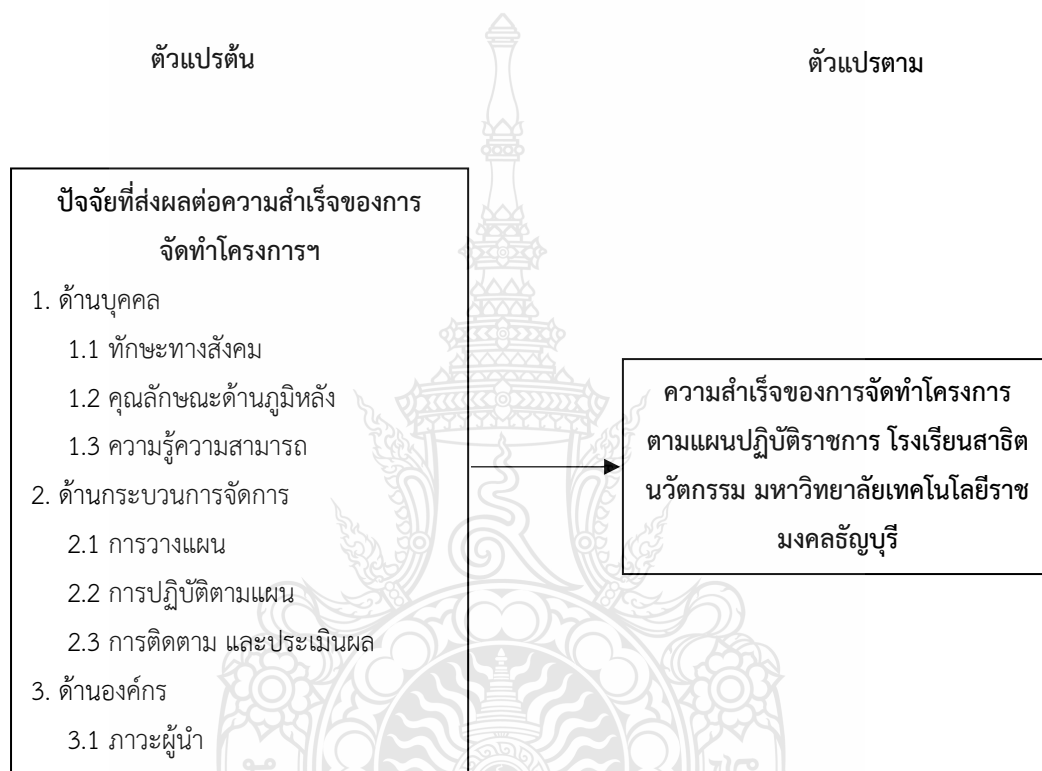 ตัวแปรต้น
ตัวแปรตาม
ปัจจัยที่ส่งผลต่อความสำเร็จของการ
จัดทำโครงการฯ
1. ด้านบุคคล
1.1 ทักษะทางสังคม
1.2 คุณลักษณะด้านภูมิหลัง
1.3 ความรู้ความสามารถ
2. ด้านกระบวนการจัดการ
2.1 การวางแผน
2.2 การปฏิบัติตามแผน
2.3 การติดตาม และประเมินผล
3. ด้านองค์กร
3.1 ภาวะผู้นำ
ความสำเร็จของการจัดทำโครงการ
ตามแผนปฏิบัติราชการ โรงเรียนสาธิต
นวัตกรรม มหาวิทยาลัยเทคโนโลยีราช
มงคลธัญบุรี